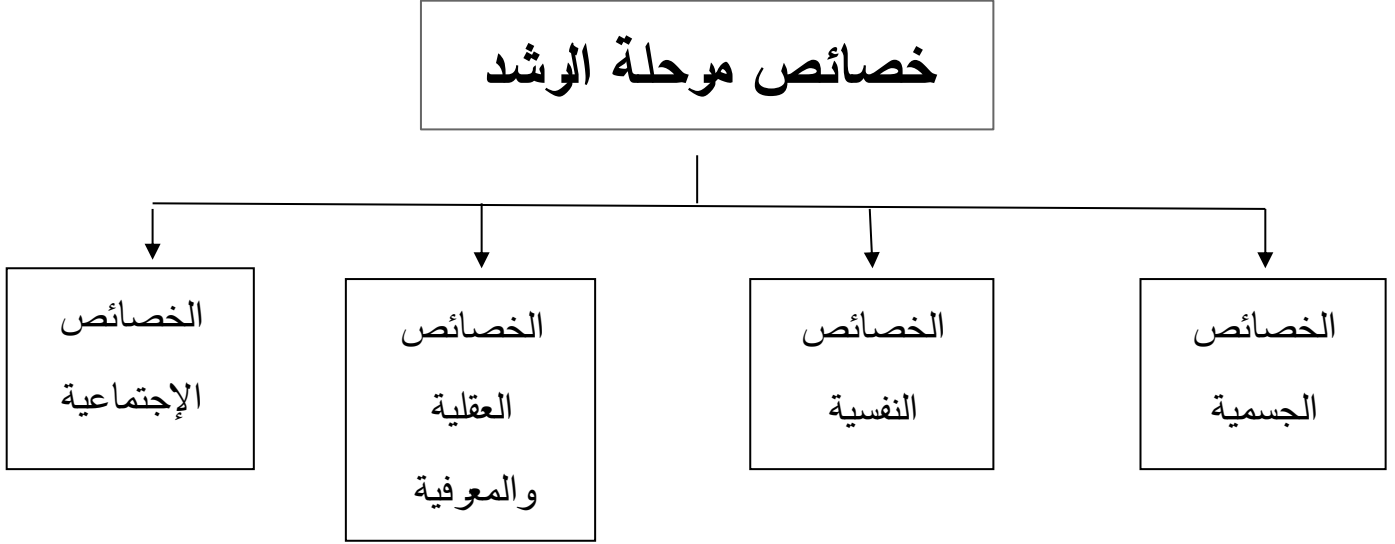 خصائص مرحلة الرشد
الخصائص
الجسمية
الخصائص
النفسية
الخصائص
العقلية
والمعرفية
الخصائص
الإجتماعية